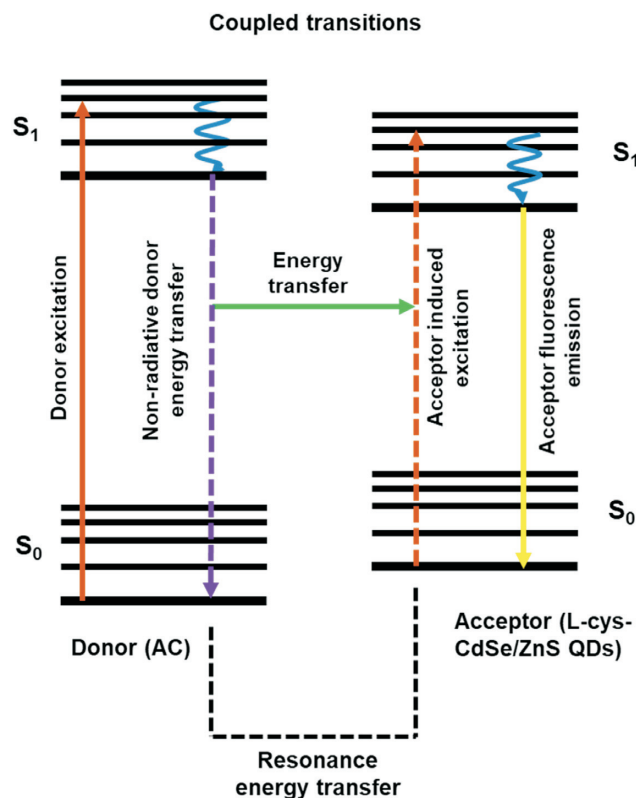 Coupled transitions
S1
S1
Donor excitation
Non-radiative donor
energy transfer
Energy
transfer
Acceptor induced
excitation
Acceptor fluorescence
emission
S0
S0
Donor (AC)
Acceptor (L-cys-
CdSe/ZnS QDs)
Resonance
energy transfer